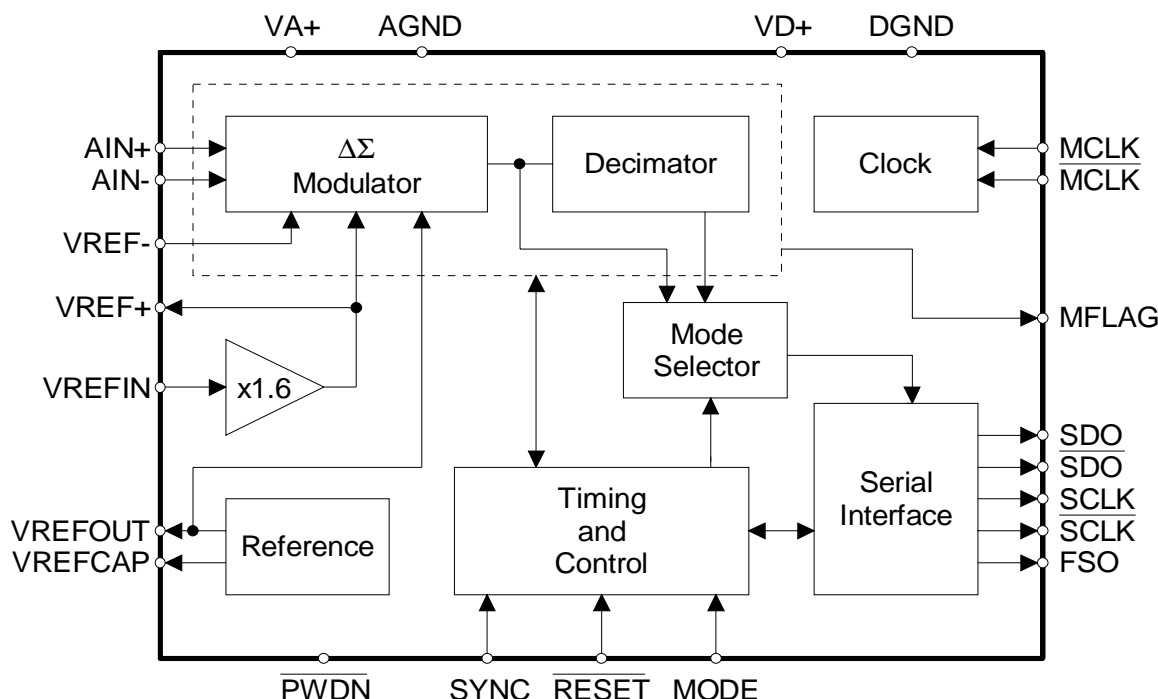 VA+ AGND VD+ DGND
AIN+
AIN-
VREF-
VREF+
VREFIN
VREFOUT
VREFCAP
ΔΣ
Modulator
Decimator
Clock
x1.6
Mode
Selector
Reference
Timing
and
Control
Serial
Interface
MCLK
MCLK
MFLAG
SDO
SDO
SCLK
SCLK
FSO
PWDN SYNC RESET MODE